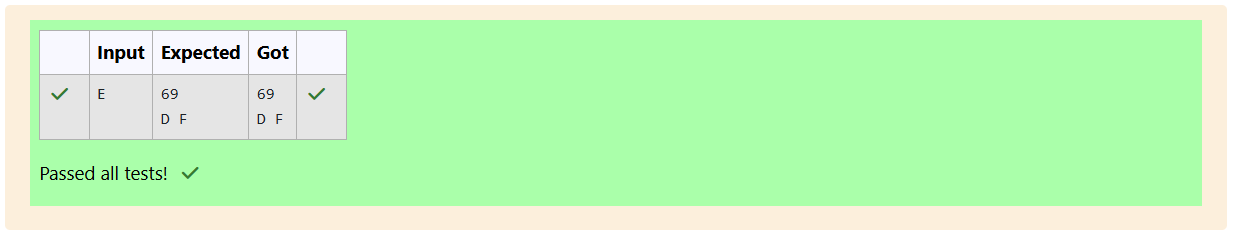 Input Expected Got
E 69 69
D F D F
Passed all tests!